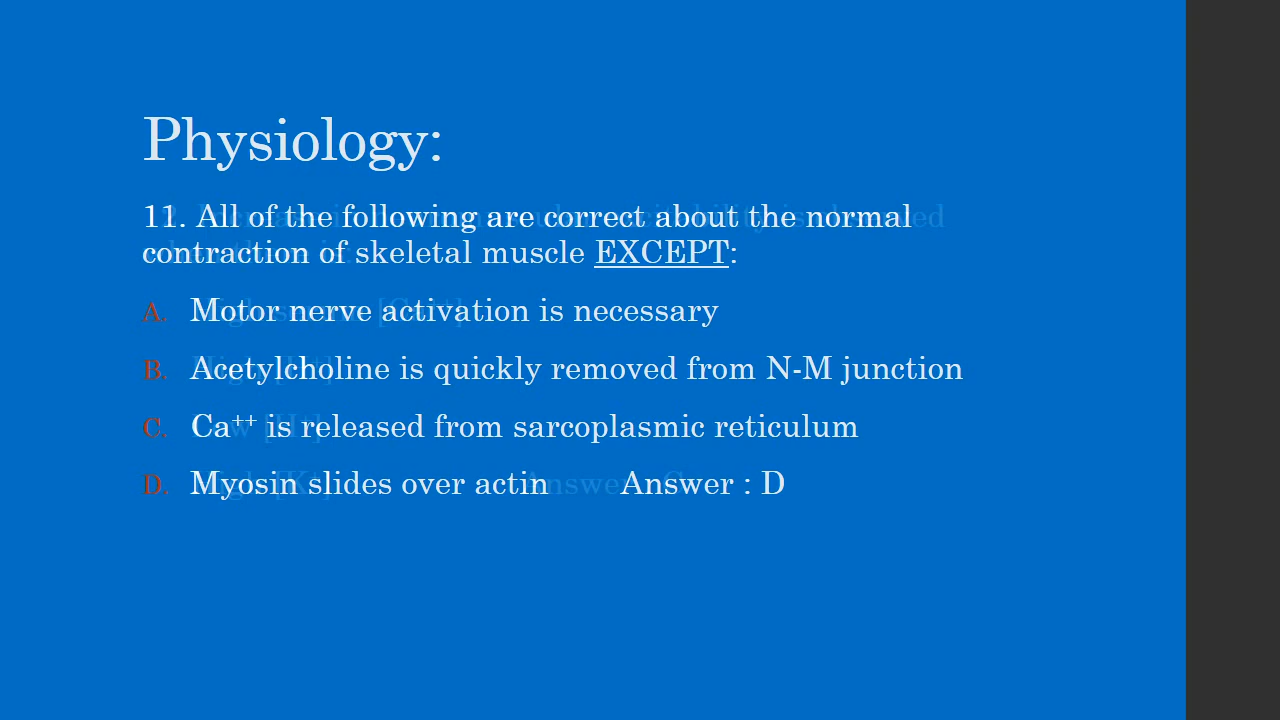 Physiology:
11. All of the following are correct about the normal
contraction of skeletal muscle EXCEPT:
A. Motor nerve activation is necessary
B. Acetylcholine is quickly removed from N-M junction
C. Ca⁺⁺ is released from sarcoplasmic reticulum
D. Myosin slides over actin Answer : D